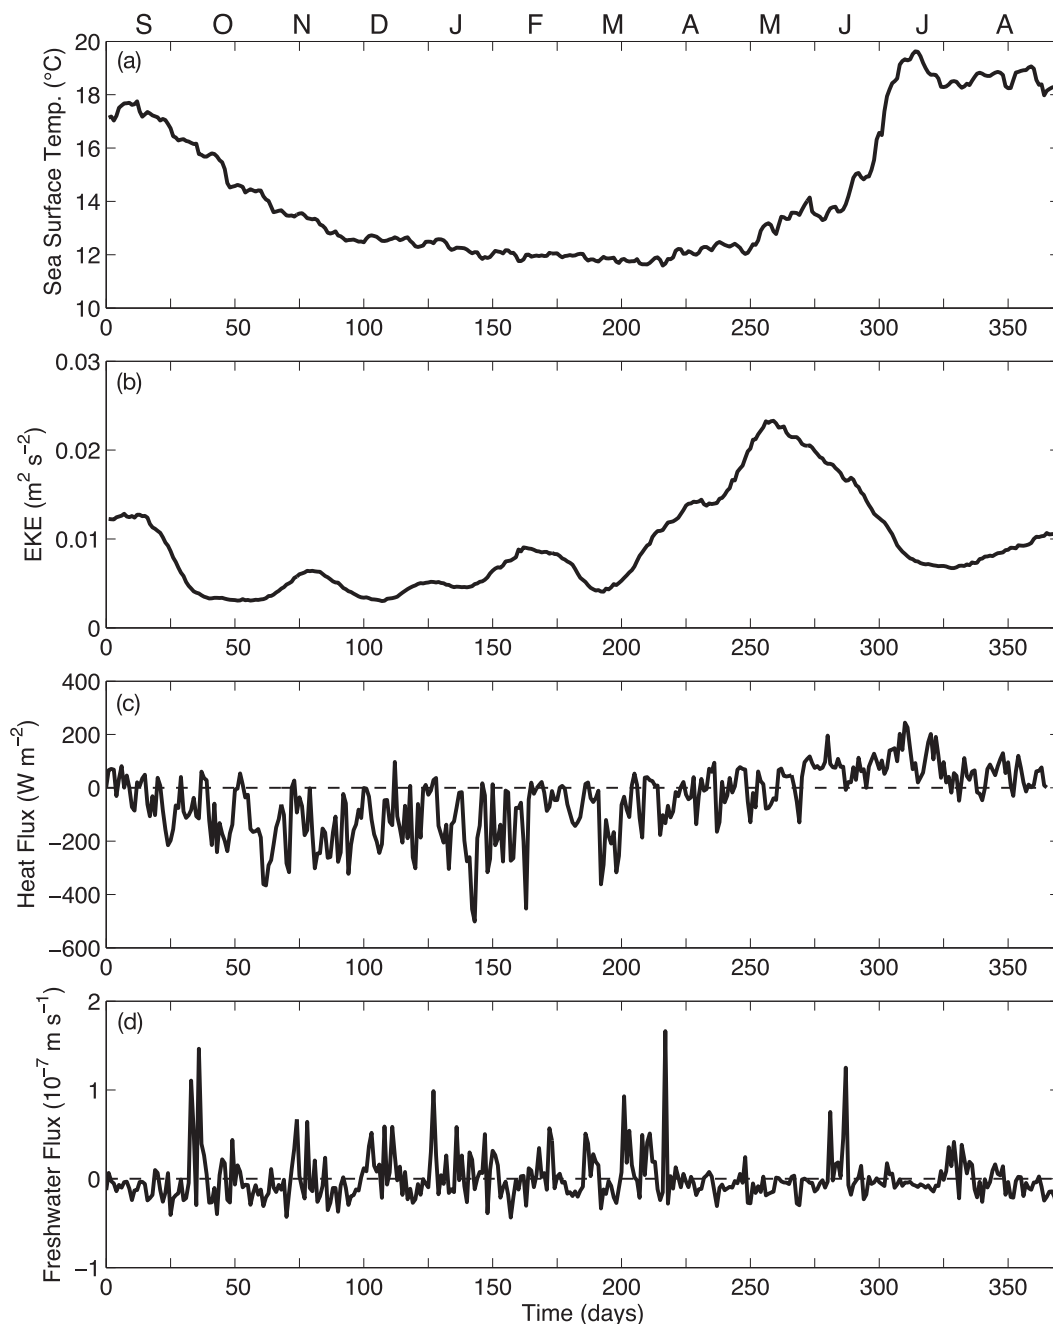 S O N D J F M A M J J A
(a)
Sea Surface Temp. (°C)
20
18
16
14
12
10
0 50 100 150 200 250 300 350
(b)
EKE (m² s⁻²)
0.03
0.02
0.01
0
0 50 100 150 200 250 300 350
(c)
Heat Flux (W m⁻²)
400
200
0
−200
−400
−600
0 50 100 150 200 250 300 350
(d)
Freshwater Flux (10⁻⁷ m s⁻¹)
2
1
0
−1
0 50 100 150 200 250 300 350
Time (days)